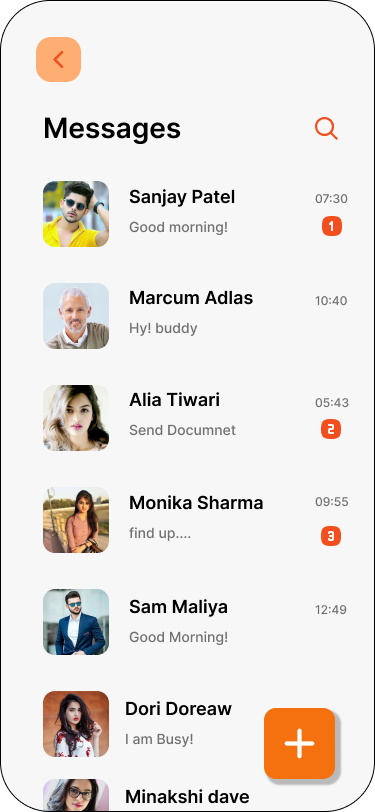 Messages
Sanjay Patel
07:30
Good morning!
1
Marcum Adlas
10:40
Hy! buddy
Alia Tiwari
05:43
Send Documnet
2
Monika Sharma
09:55
find up....
3
Sam Maliya
12:49
Good Morning!
Dori Doreaw
I am Busy!
Minakshi dave